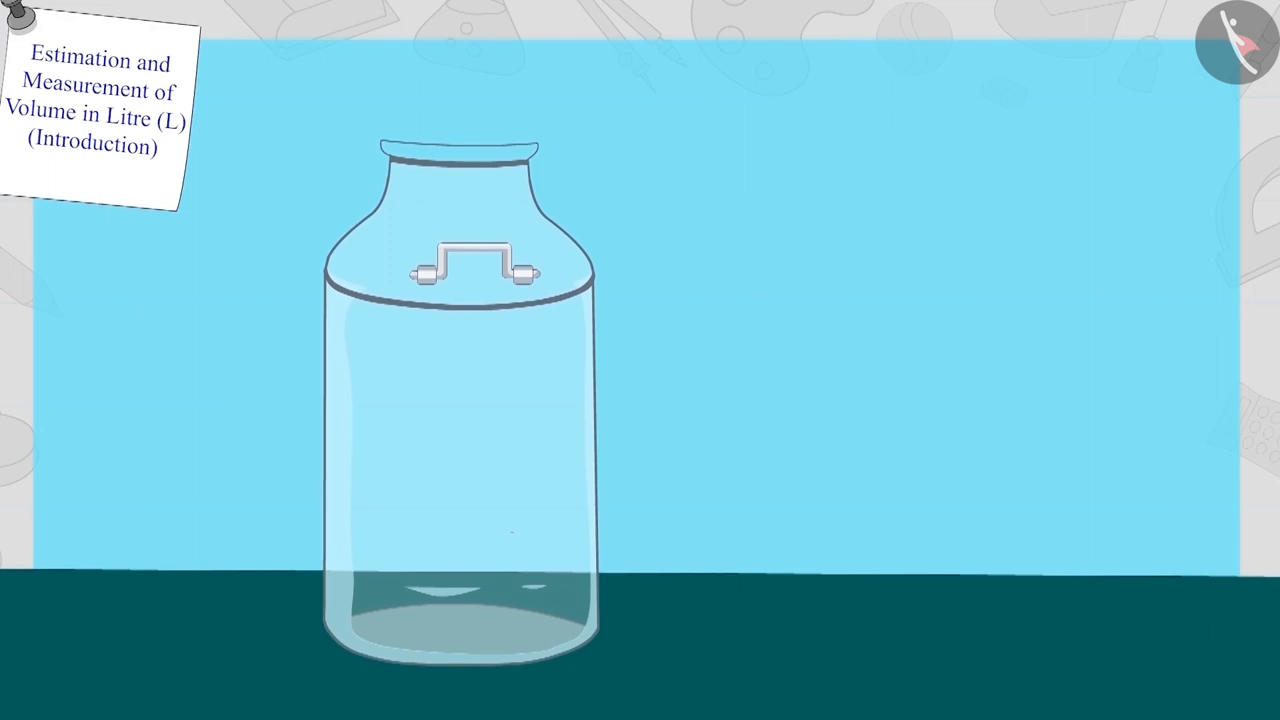 Estimation and
Measurement of
Volume in Litre (L)
(Introduction)